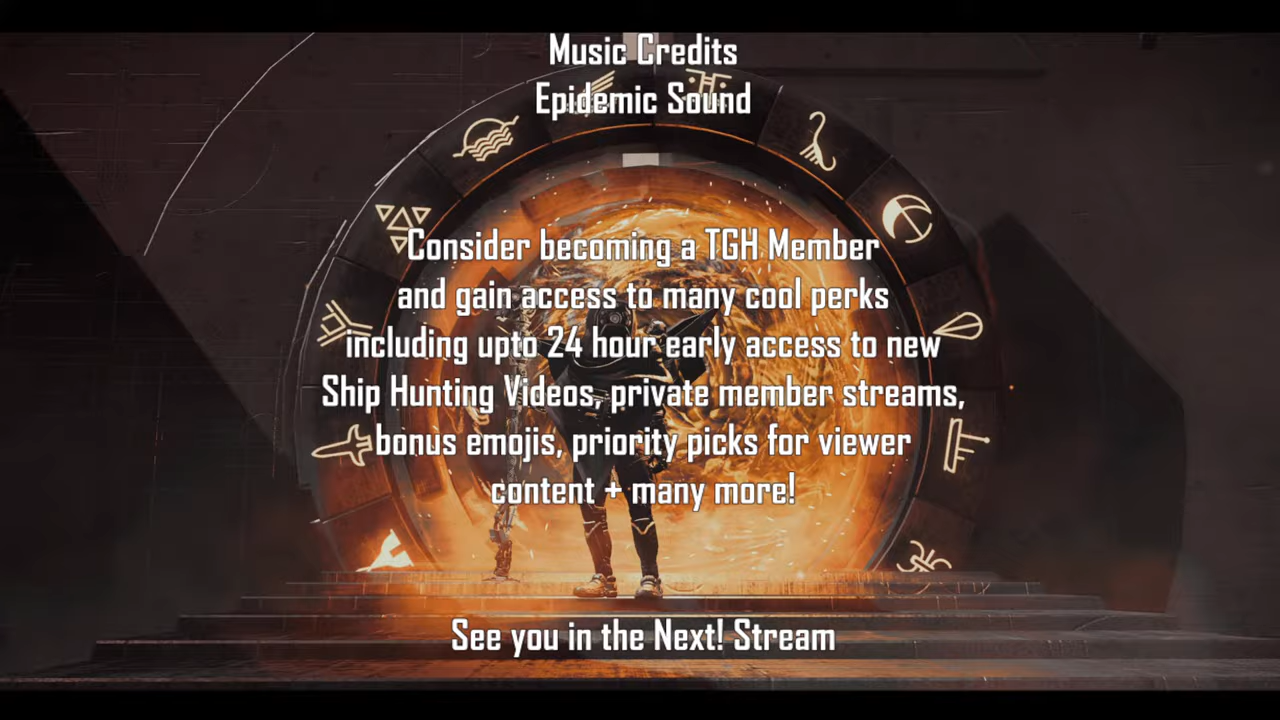 Music Credits
Epidemic Sound
Consider becoming a TGH Member
and gain access to many cool perks
including upto 24 hour early access to new
Ship Hunting Videos, private member streams,
bonus emojis, priority picks for viewer
content + many more!
See you in the Next! Stream